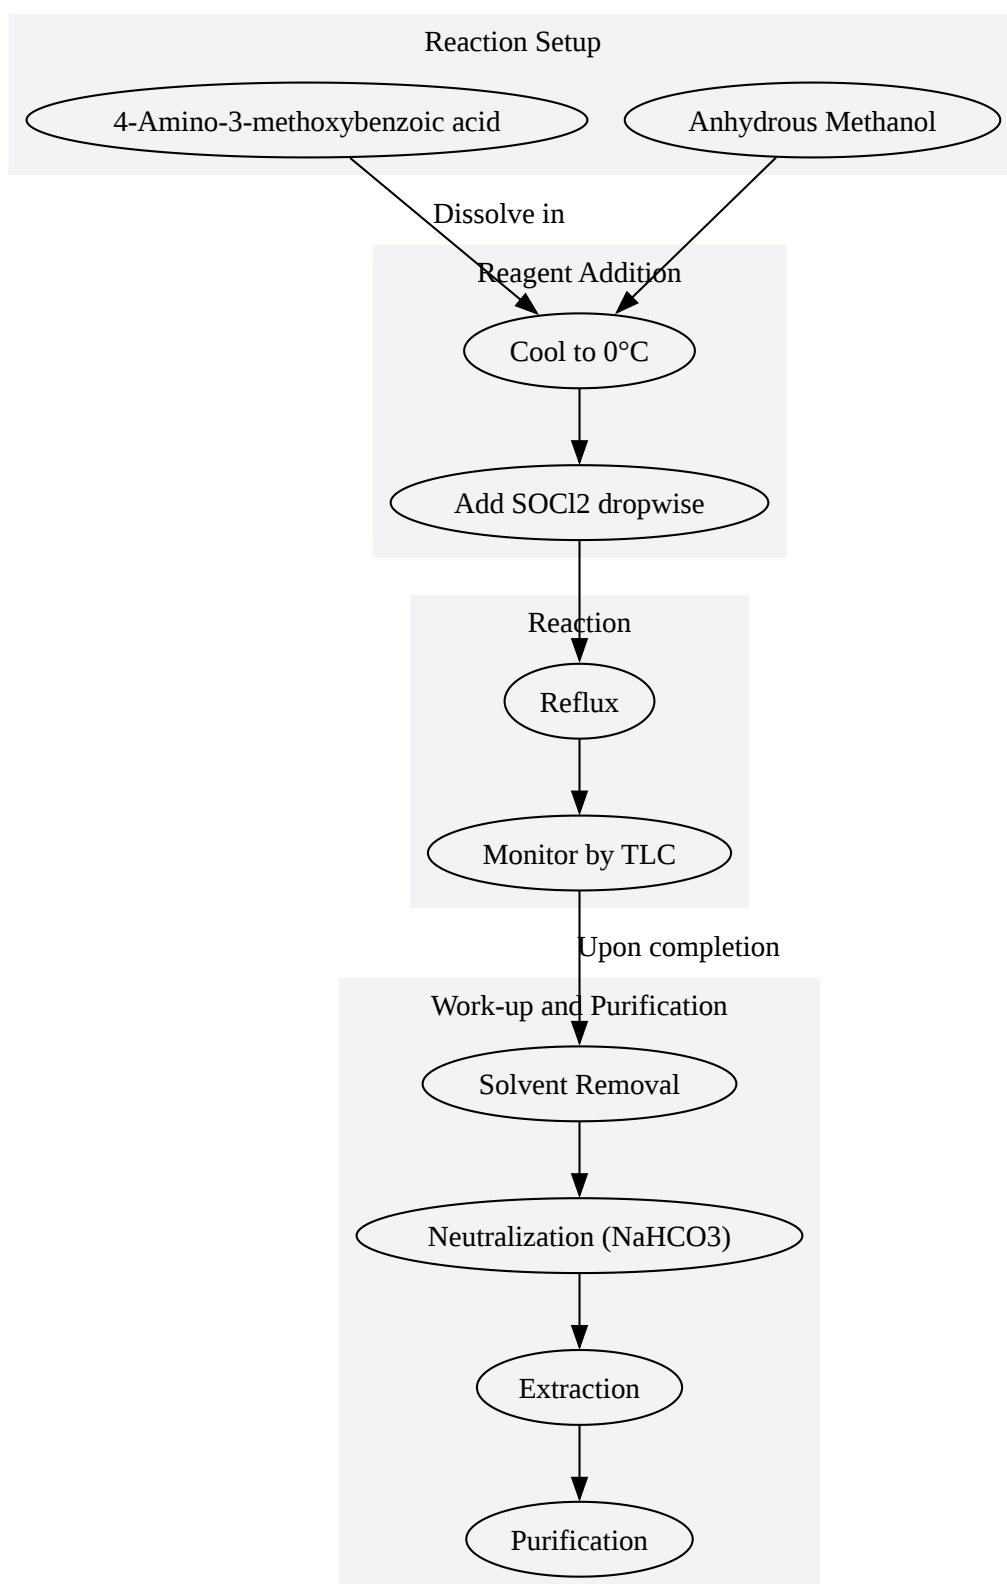 Reaction Setup
4-Amino-3-methoxybenzoic acid
Anhydrous Methanol
Dissolve in
Reagent Addition
Cool to 0°C
Add SOCl2 dropwise
Reaction
Reflux
Monitor by TLC
Upon completion
Work-up and Purification
Solvent Removal
Neutralization (NaHCO3)
Extraction
Purification